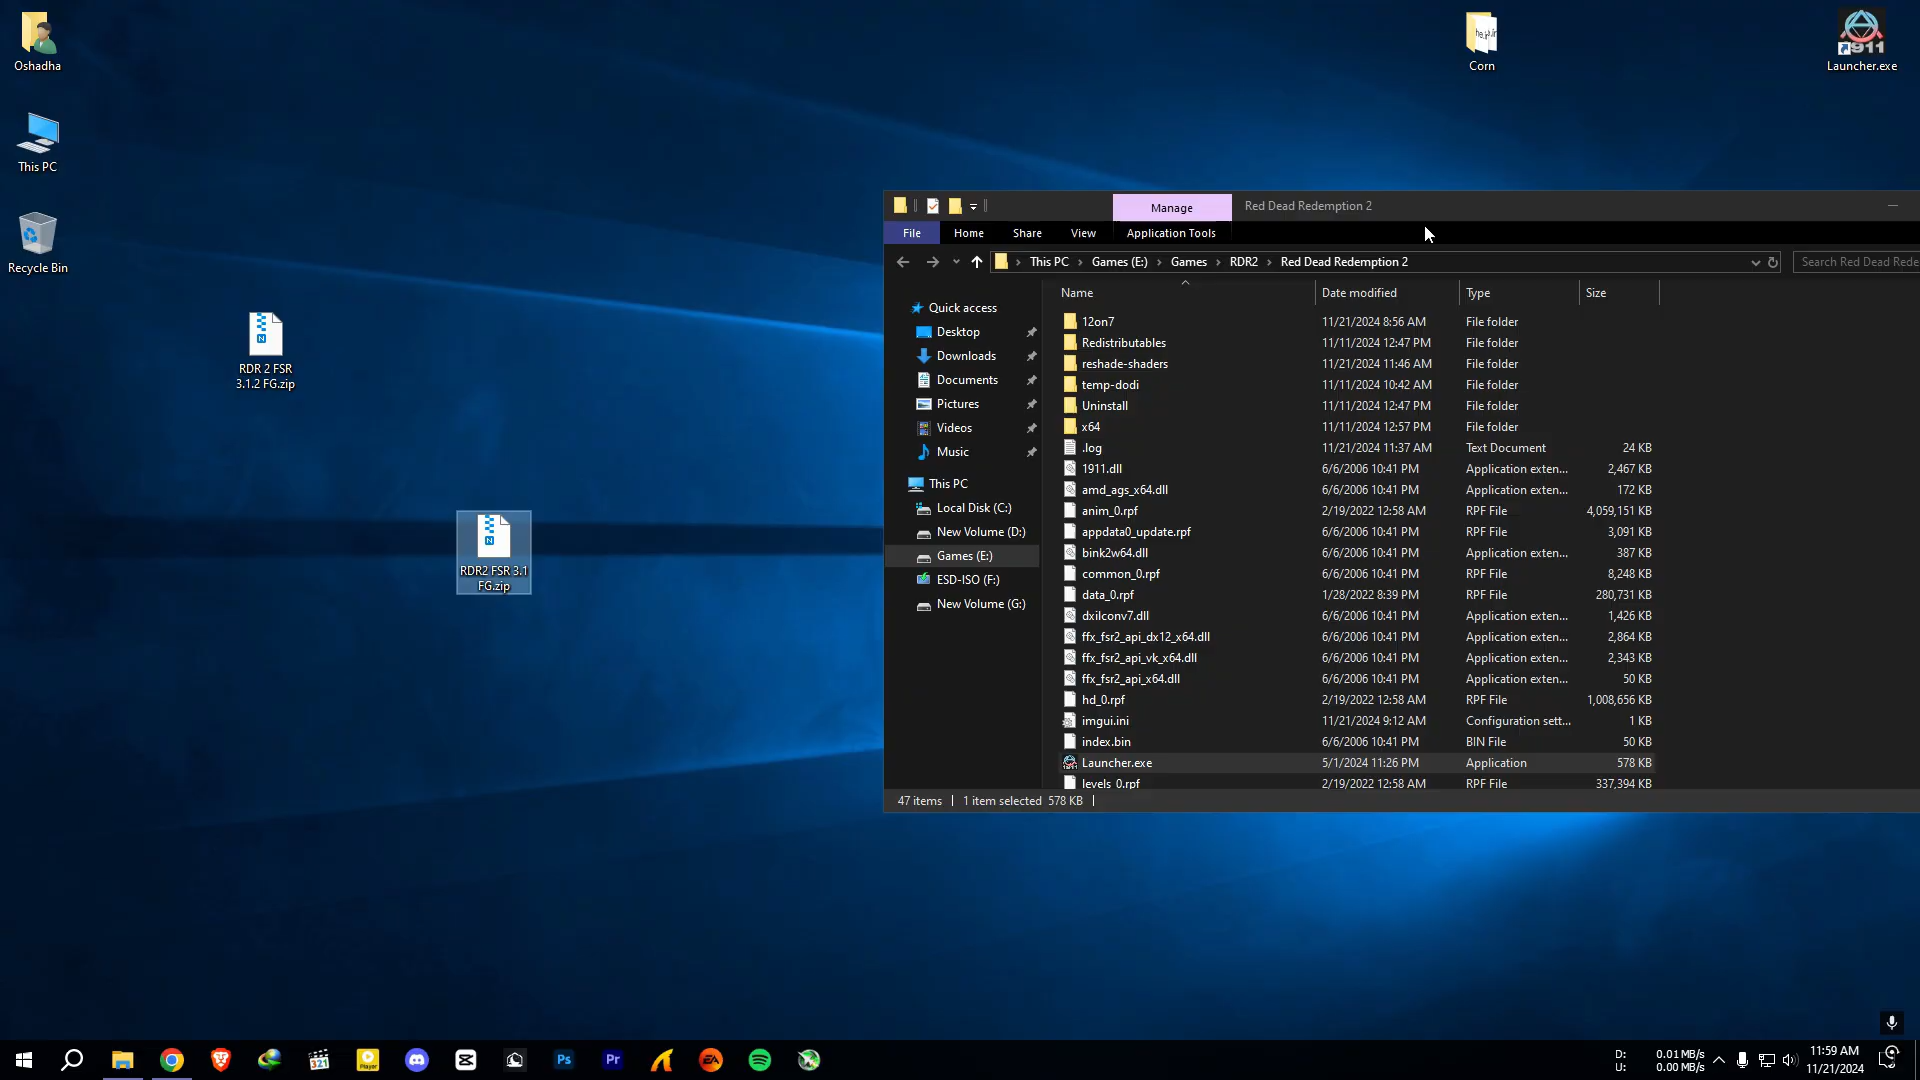 Oshadha
This PC
Recycle Bin
RDR 2 FSR
3.1.2 FG.zip
RDR2 FSR 3.1
FG.zip
Corn
1911
Launcher.exe
Manage
Red Dead Redemption 2
File
Home
Share
View
Application Tools
This PC
Games (E:)
Games
RDR2
Red Dead Redemption 2
Search Red Dead Rede
Quick access
Desktop
Downloads
Documents
Pictures
Videos
Music
This PC
Local Disk (C:)
New Volume (D:)
Games (E:)
ESD-ISO (F:)
New Volume (G:)
Name Date modified Type Size
12on7 11/21/2024 8:56 AM File folder
Redistributables 11/11/2024 12:47 PM File folder
reshade-shaders 11/21/2024 11:46 AM File folder
temp-dodi 11/11/2024 10:42 AM File folder
Uninstall 11/11/2024 12:47 PM File folder
x64 11/11/2024 12:57 PM File folder
.log 11/21/2024 11:37 AM Text Document 24 KB
1911.dll 6/6/2006 10:41 PM Application exten... 2,467 KB
amd_ags_x64.dll 6/6/2006 10:41 PM Application exten... 172 KB
anim_0.rpf 2/19/2022 12:58 AM RPF File 4,059,151 KB
appdata0_update.rpf 6/6/2006 10:41 PM RPF File 3,091 KB
bink2w64.dll 6/6/2006 10:41 PM Application exten... 387 KB
common_0.rpf 6/6/2006 10:41 PM RPF File 8,248 KB
data_0.rpf 1/28/2022 8:39 PM RPF File 280,731 KB
dxilconv7.dll 6/6/2006 10:41 PM Application exten... 1,426 KB
ffx_fsr2_api_dx12_x64.dll 6/6/2006 10:41 PM Application exten... 2,864 KB
ffx_fsr2_api_vk_x64.dll 6/6/2006 10:41 PM Application exten... 2,343 KB
ffx_fsr2_api_x64.dll 6/6/2006 10:41 PM Application exten... 50 KB
hd_0.rpf 2/19/2022 12:58 AM RPF File 1,008,656 KB
imgui.ini 11/21/2024 9:12 AM Configuration sett... 1 KB
index.bin 6/6/2006 10:41 PM BIN File 50 KB
Launcher.exe 5/1/2024 11:26 PM Application 578 KB
levels_0.rpf 2/19/2022 12:58 AM RPF File 337,394 KB
47 items
1 item selected 578 KB
321
Player
Ps
Pr
EA
D: 0.01 MB/s
U: 0.00 MB/s
11:59 AM
11/21/2024